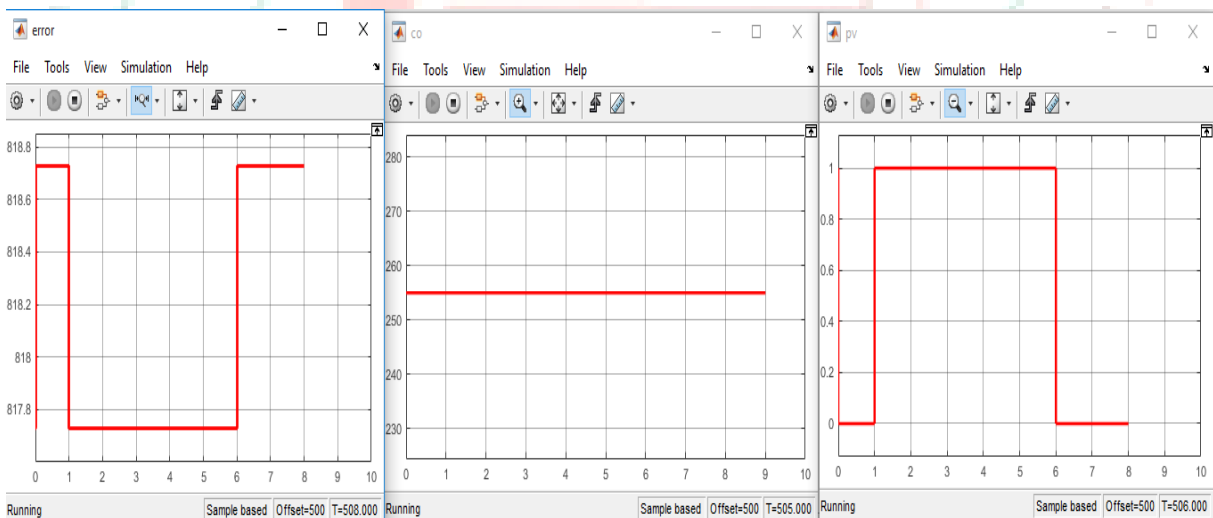 error
File Tools View Simulation Help
818.8
818.6
818.4
818.2
818
817.8
0 1 2 3 4 5 6 7 8 9 10
Running Sample based Offset=500 T=508.000
co
File Tools View Simulation Help
280
270
260
250
240
230
0 1 2 3 4 5 6 7 8 9 10
Running Sample based Offset=500 T=505.000
pv
File Tools View Simulation Help
1
0.8
0.6
0.4
0.2
0
0 1 2 3 4 5 6 7 8 9 10
Running Sample based Offset=500 T=506.000